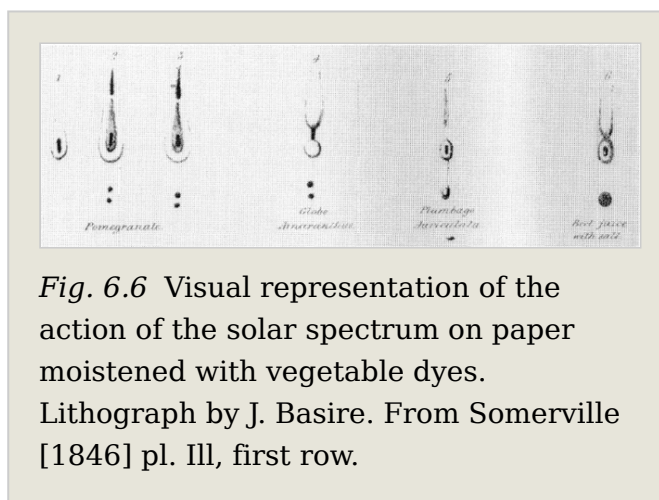 1 2 3 4 5 6
Pomegranate
Globe
Amaranthus
Plumbago
Auriculata
Beet juice
with salt.
Fig. 6.6 Visual representation of the
action of the solar spectrum on paper
moistened with vegetable dyes.
Lithograph by J. Basire. From Somerville
[1846] pl. Ill, first row.